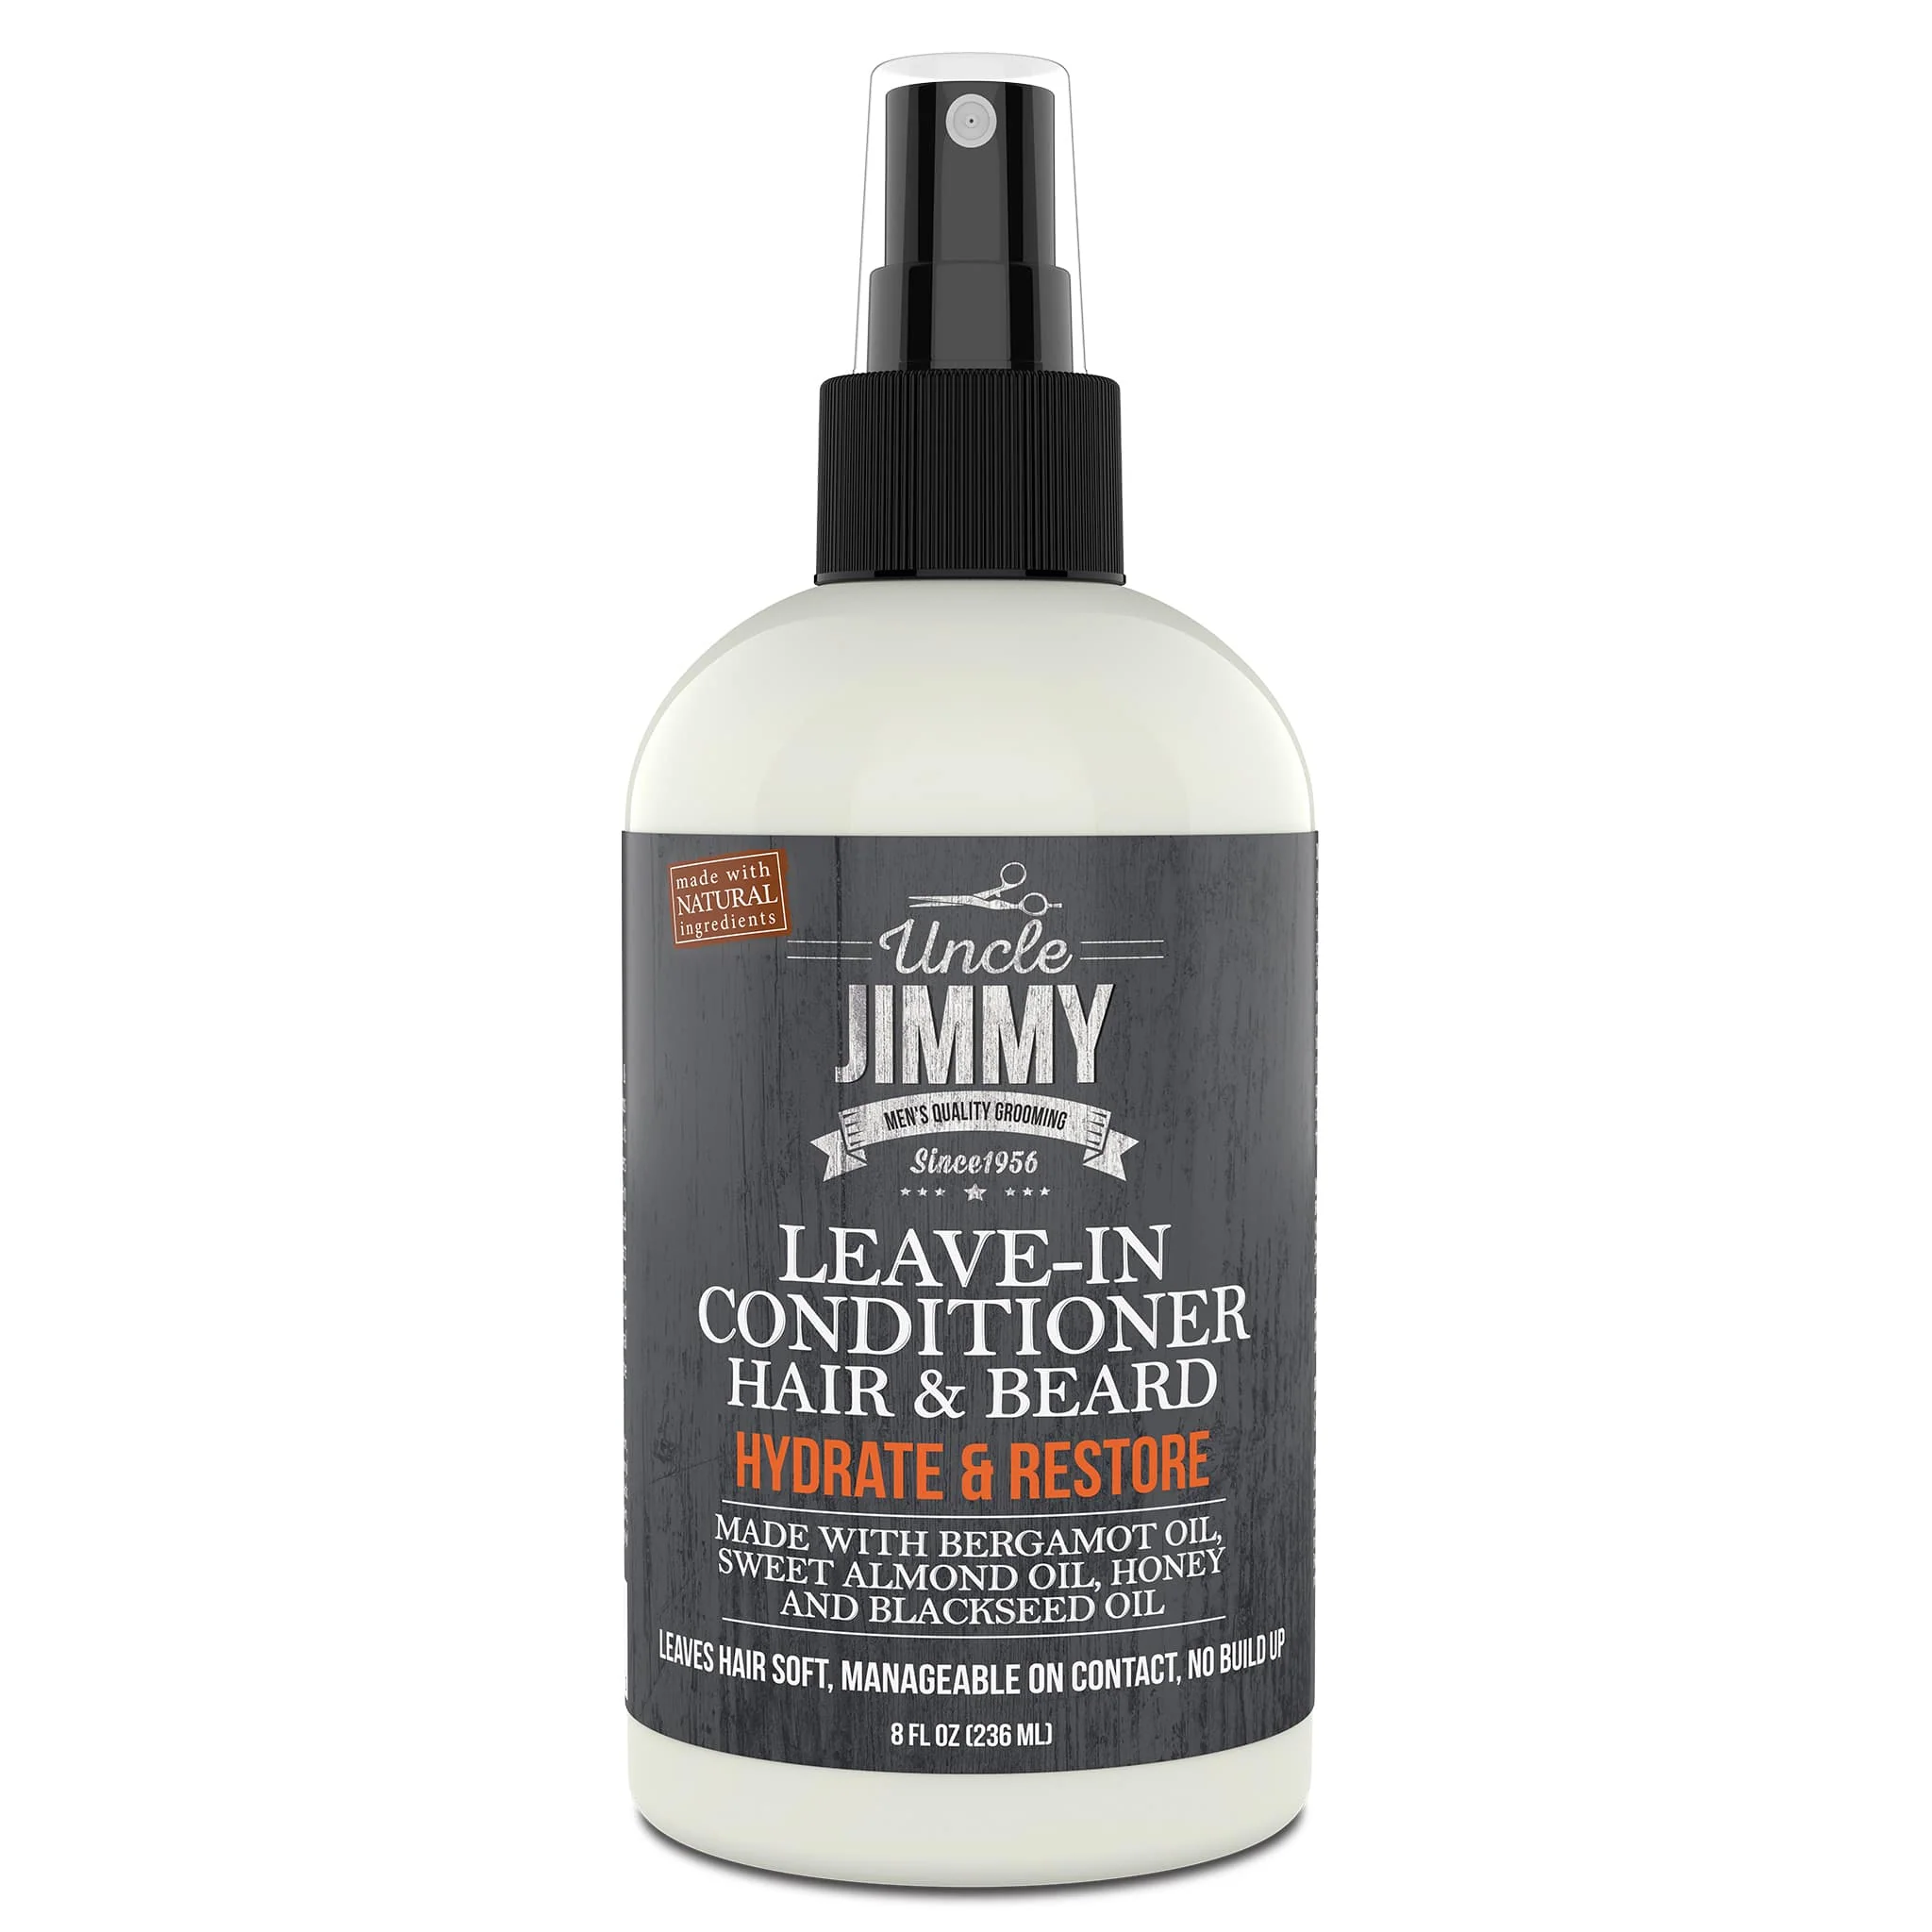 made with
NATURAL
ingredients
Uncle
JIMMY
MEN'S QUALITY GROOMING
Since1956
LEAVE-IN
CONDITIONER
HAIR & BEARD
HYDRATE & RESTORE
MADE WITH BERGAMOT OIL,
SWEET ALMOND OIL, HONEY
AND BLACKSEED OIL
LEAVES HAIR SOFT, MANAGEABLE ON CONTACT, NO BUILD UP
8 FL OZ (236 ML)